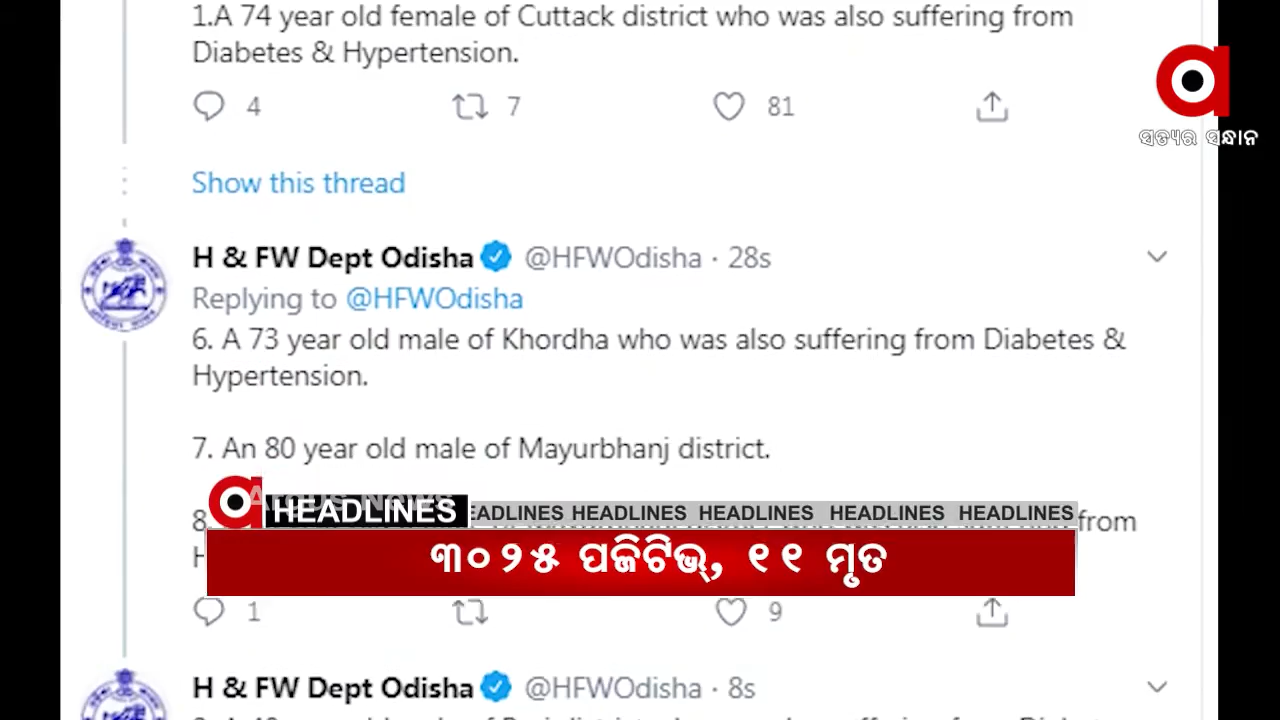 1.A 74 year old female of Cuttack district who was also suffering from
Diabetes & Hypertension.
4 7 81
ସତ୍ୟର ସନ୍ଧାନ
Show this thread
H & FW Dept Odisha @HFWOdisha · 28s
Replying to @HFWOdisha
6. A 73 year old male of Khordha who was also suffering from Diabetes &
Hypertension.
7. An 80 year old male of Mayurbhanj district.
Argus News
HEADLINES EADLINES HEADLINES HEADLINES HEADLINES HEADLINES
8. from
୩୦୨୫ ପଜିଟିଭ୍, ୧୧ ମୃତ
1 9
H & FW Dept Odisha @HFWOdisha · 8s